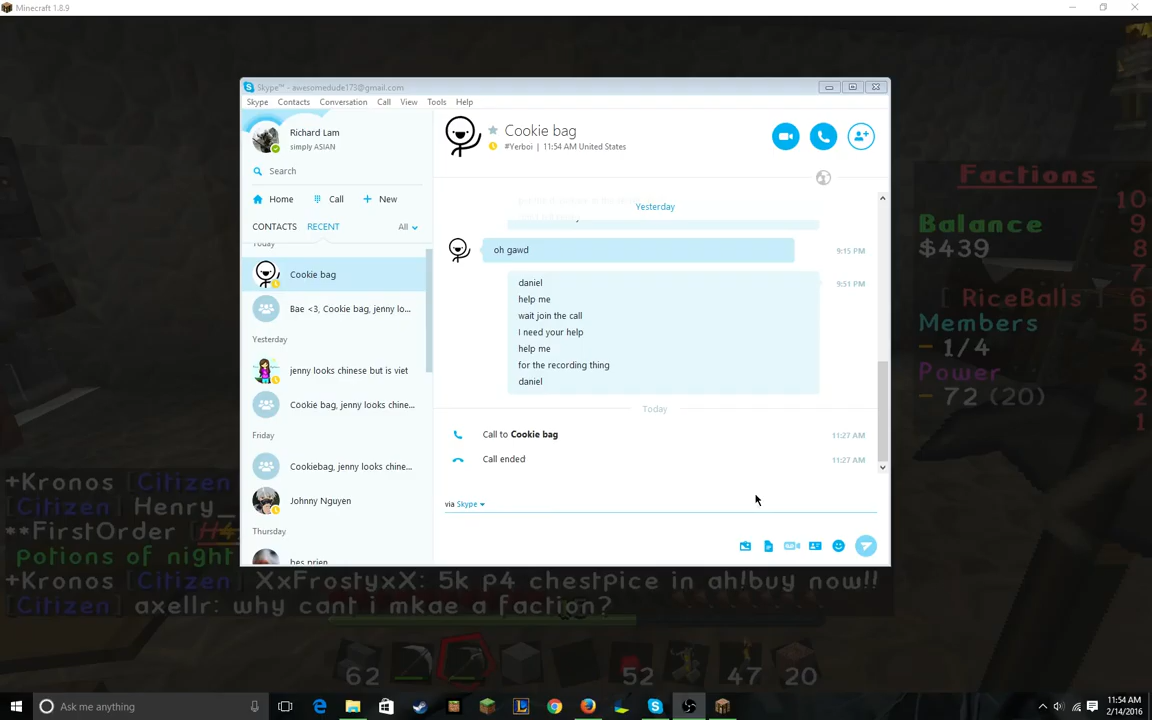 Minecraft 1.8.9
Skype™ - awesomedude173@gmail.com
Skype Contacts Conversation Call View Tools Help
Richard Lam
simply ASIAN
Search
Home Call New
CONTACTS RECENT All
Today
Cookie bag
Bae <3, Cookie bag, jenny lo...
Yesterday
jenny looks chinese but is viet
Cookie bag, jenny looks chine...
Friday
Cookiebag, jenny looks chine...
Johnny Nguyen
Thursday
bes prien
Cookie bag
#Yerboi | 11:54 AM United States
Yesterday
oh gawd
9:15 PM
daniel
9:51 PM
help me
wait join the call
I need your help
help me
for the recording thing
daniel
Today
Call to Cookie bag
11:27 AM
Call ended
11:27 AM
via Skype
Factions
Balance
$439
[ RiceBalls ]
Members
- 1/4
Power
- 72 (20)
10
9
8
7
6
5
4
3
2
1
+Kronos [Citizen
[Citizen] Henry_
**FirstOrder [H4
Potions of night
+Kronos [Citizen] XxFrostyxX: 5k p4 chestpice in ah!buy now!!
[Citizen] axellr: why cant i mkae a faction?
62 52 47 20
Ask me anything
11:54 AM
2/14/2016